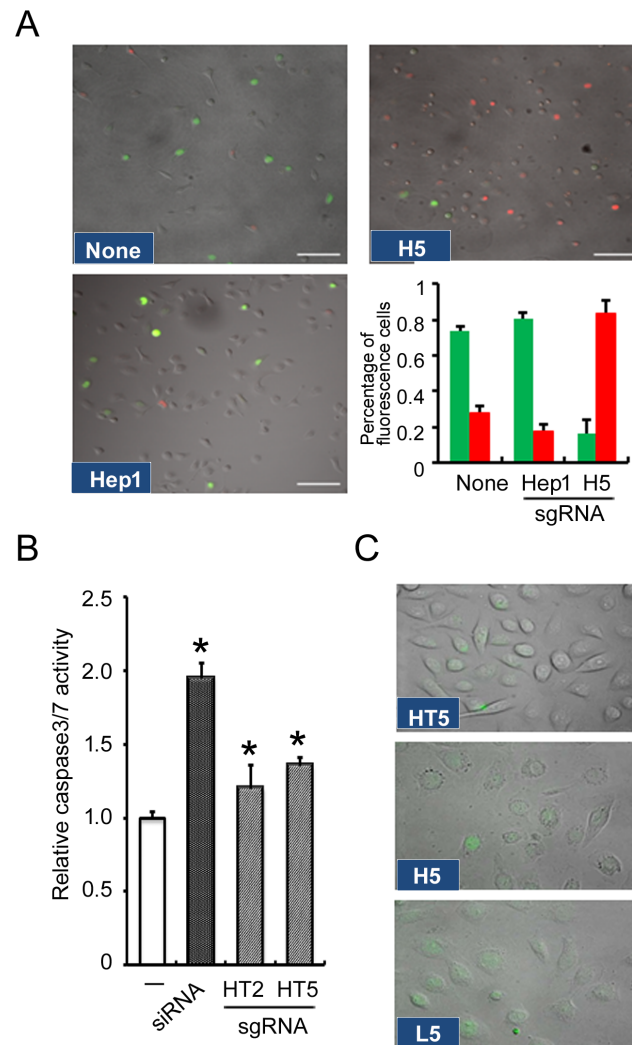 A
None
H5
Hep1
Percentage of
fluorescence cells
1
0.8
0.6
0.4
0.2
0
None Hep1 H5
sgRNA
B
Relative caspase3/7 activity
2.5
2.0
1.5
1.0
0.5
0
*
*
*
– siRNA HT2 HT5
sgRNA
C
HT5
H5
L5